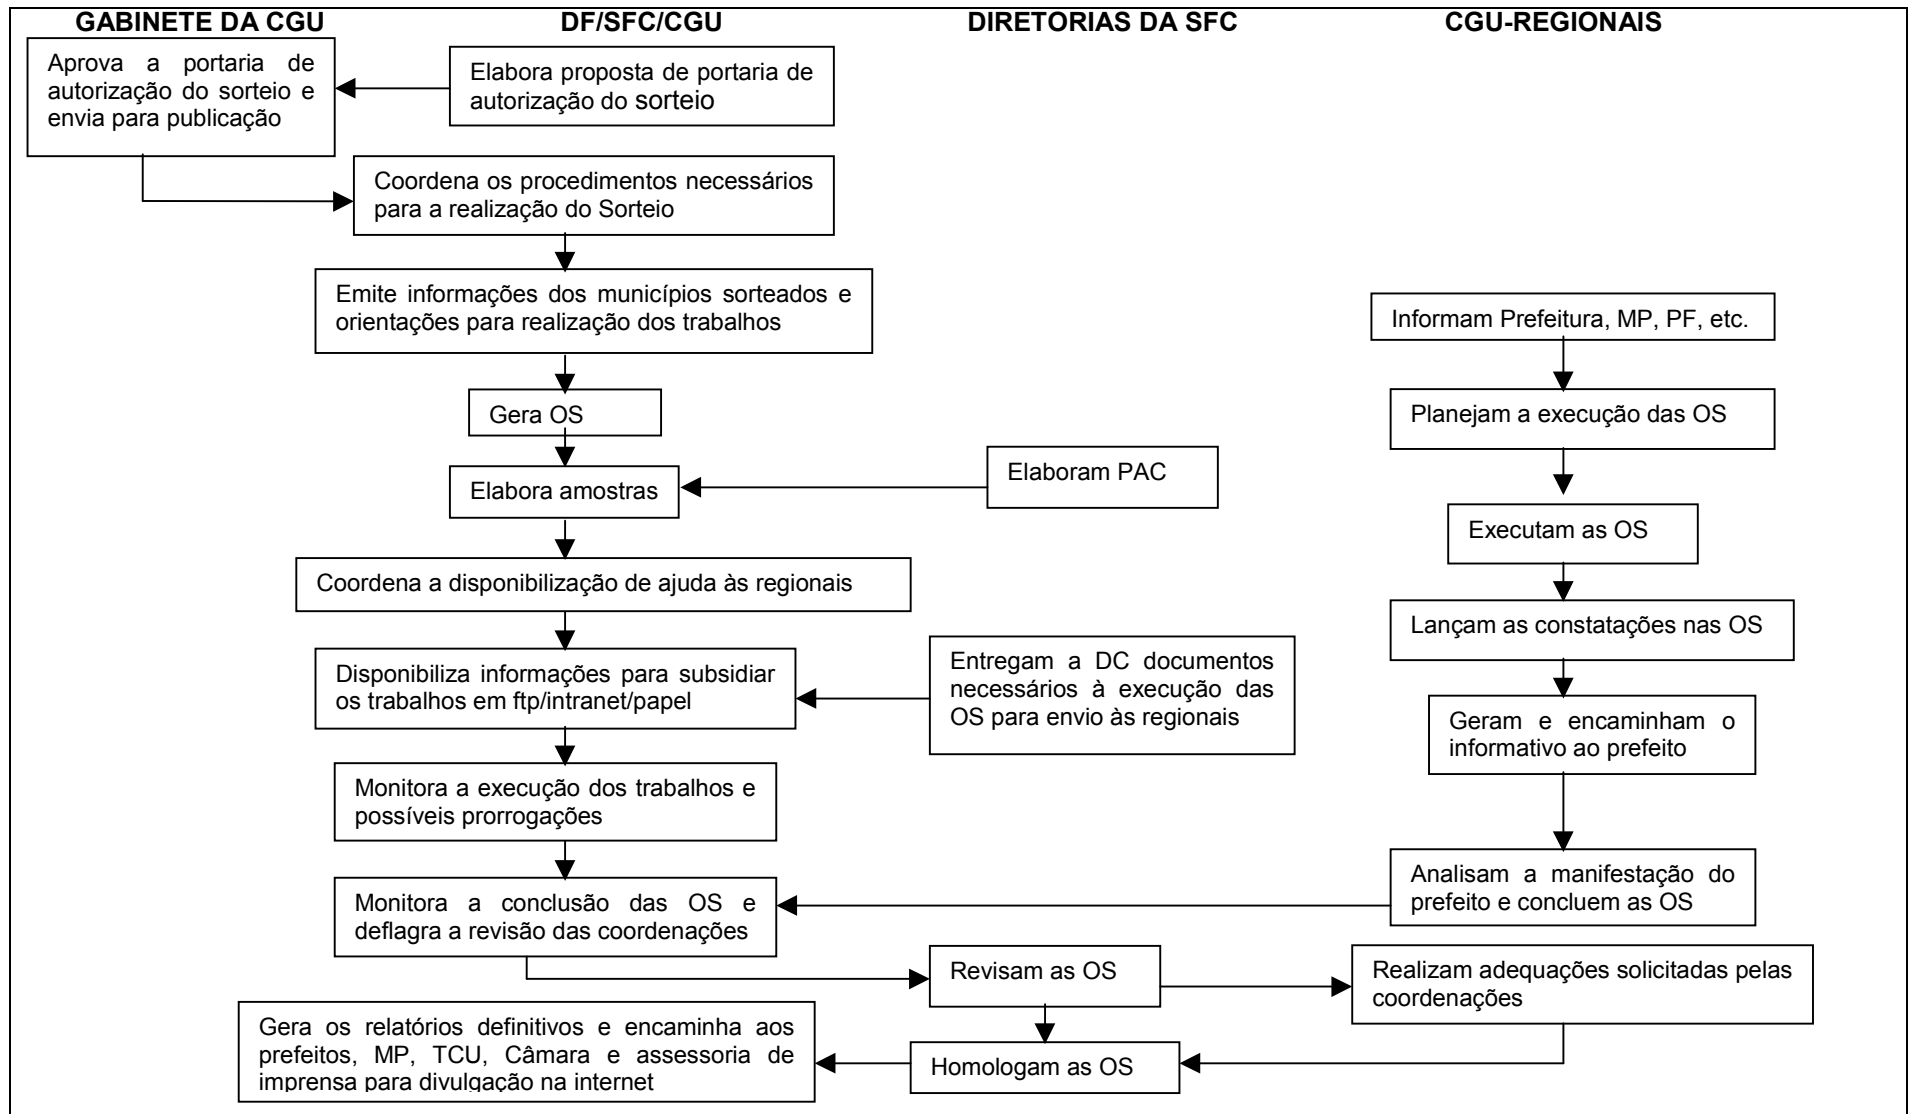 GABINETE DA CGU
DF/SFC/CGU
DIRETORIAS DA SFC
CGU-REGIONAIS
Aprova a portaria de
autorização do sorteio e
envia para publicação
Elabora proposta de portaria de
autorização do sorteio
Coordena os procedimentos necessários
para a realização do Sorteio
Emite informações dos municípios sorteados e
orientações para realização dos trabalhos
Gera OS
Elabora amostras
Coordena a disponibilização de ajuda às regionais
Disponibiliza informações para subsidiar
os trabalhos em ftp/intranet/papel
Monitora a execução dos trabalhos e
possíveis prorrogações
Monitora a conclusão das OS e
deflagra a revisão das coordenações
Gera os relatórios definitivos e encaminha aos
prefeitos, MP, TCU, Câmara e assessoria de
imprensa para divulgação na internet
Elaboram PAC
Entregam a DC documentos
necessários à execução das
OS para envio às regionais
Revisam as OS
Homologam as OS
Informam Prefeitura, MP, PF, etc.
Planejam a execução das OS
Executam as OS
Lançam as constatações nas OS
Geram e encaminham o
informativo ao prefeito
Analisam a manifestação do
prefeito e concluem as OS
Realizam adequações solicitadas pelas
coordenações